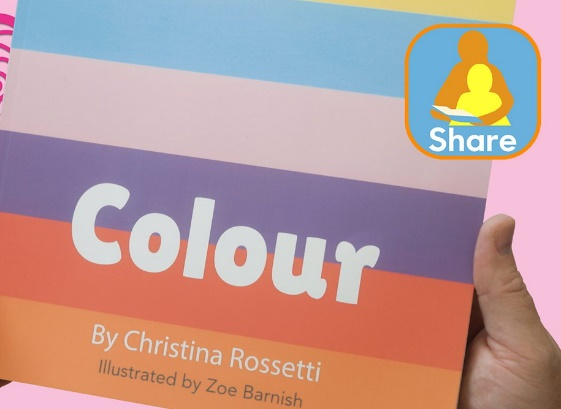 Share
Colour
By Christina Rossetti
Illustrated by Zoe Barnish